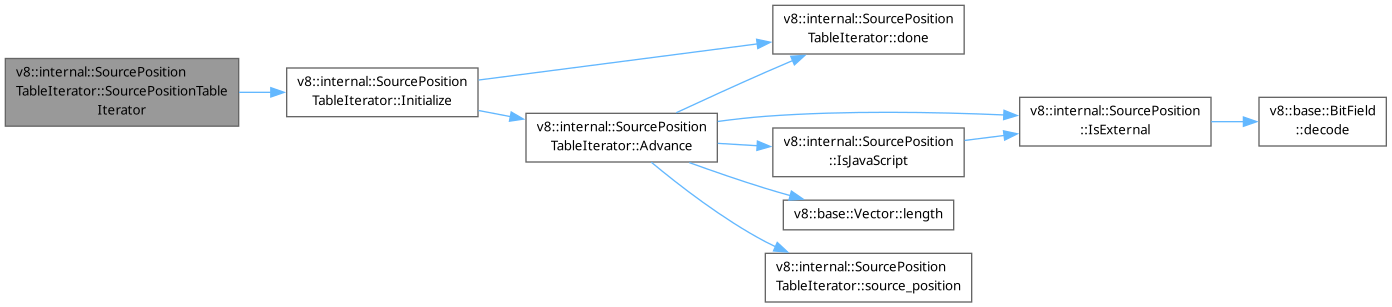 v8::internal::SourcePosition
TableIterator::SourcePositionTable
Iterator
v8::internal::SourcePosition
TableIterator::Initialize
v8::internal::SourcePosition
TableIterator::done
v8::internal::SourcePosition
TableIterator::Advance
v8::internal::SourcePosition
::IsExternal
v8::base::BitField
::decode
v8::internal::SourcePosition
::IsJavaScript
v8::base::Vector::length
v8::internal::SourcePosition
TableIterator::source_position